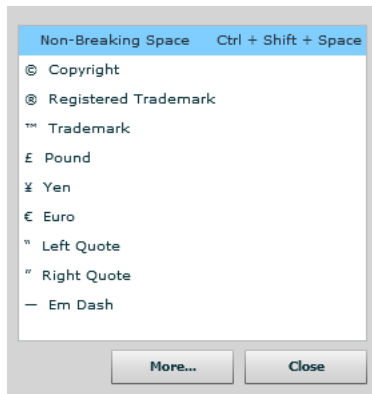 Non-Breaking Space Ctrl + Shift + Space
© Copyright
® Registered Trademark
™ Trademark
£ Pound
¥ Yen
€ Euro
“ Left Quote
” Right Quote
— Em Dash
More...
Close